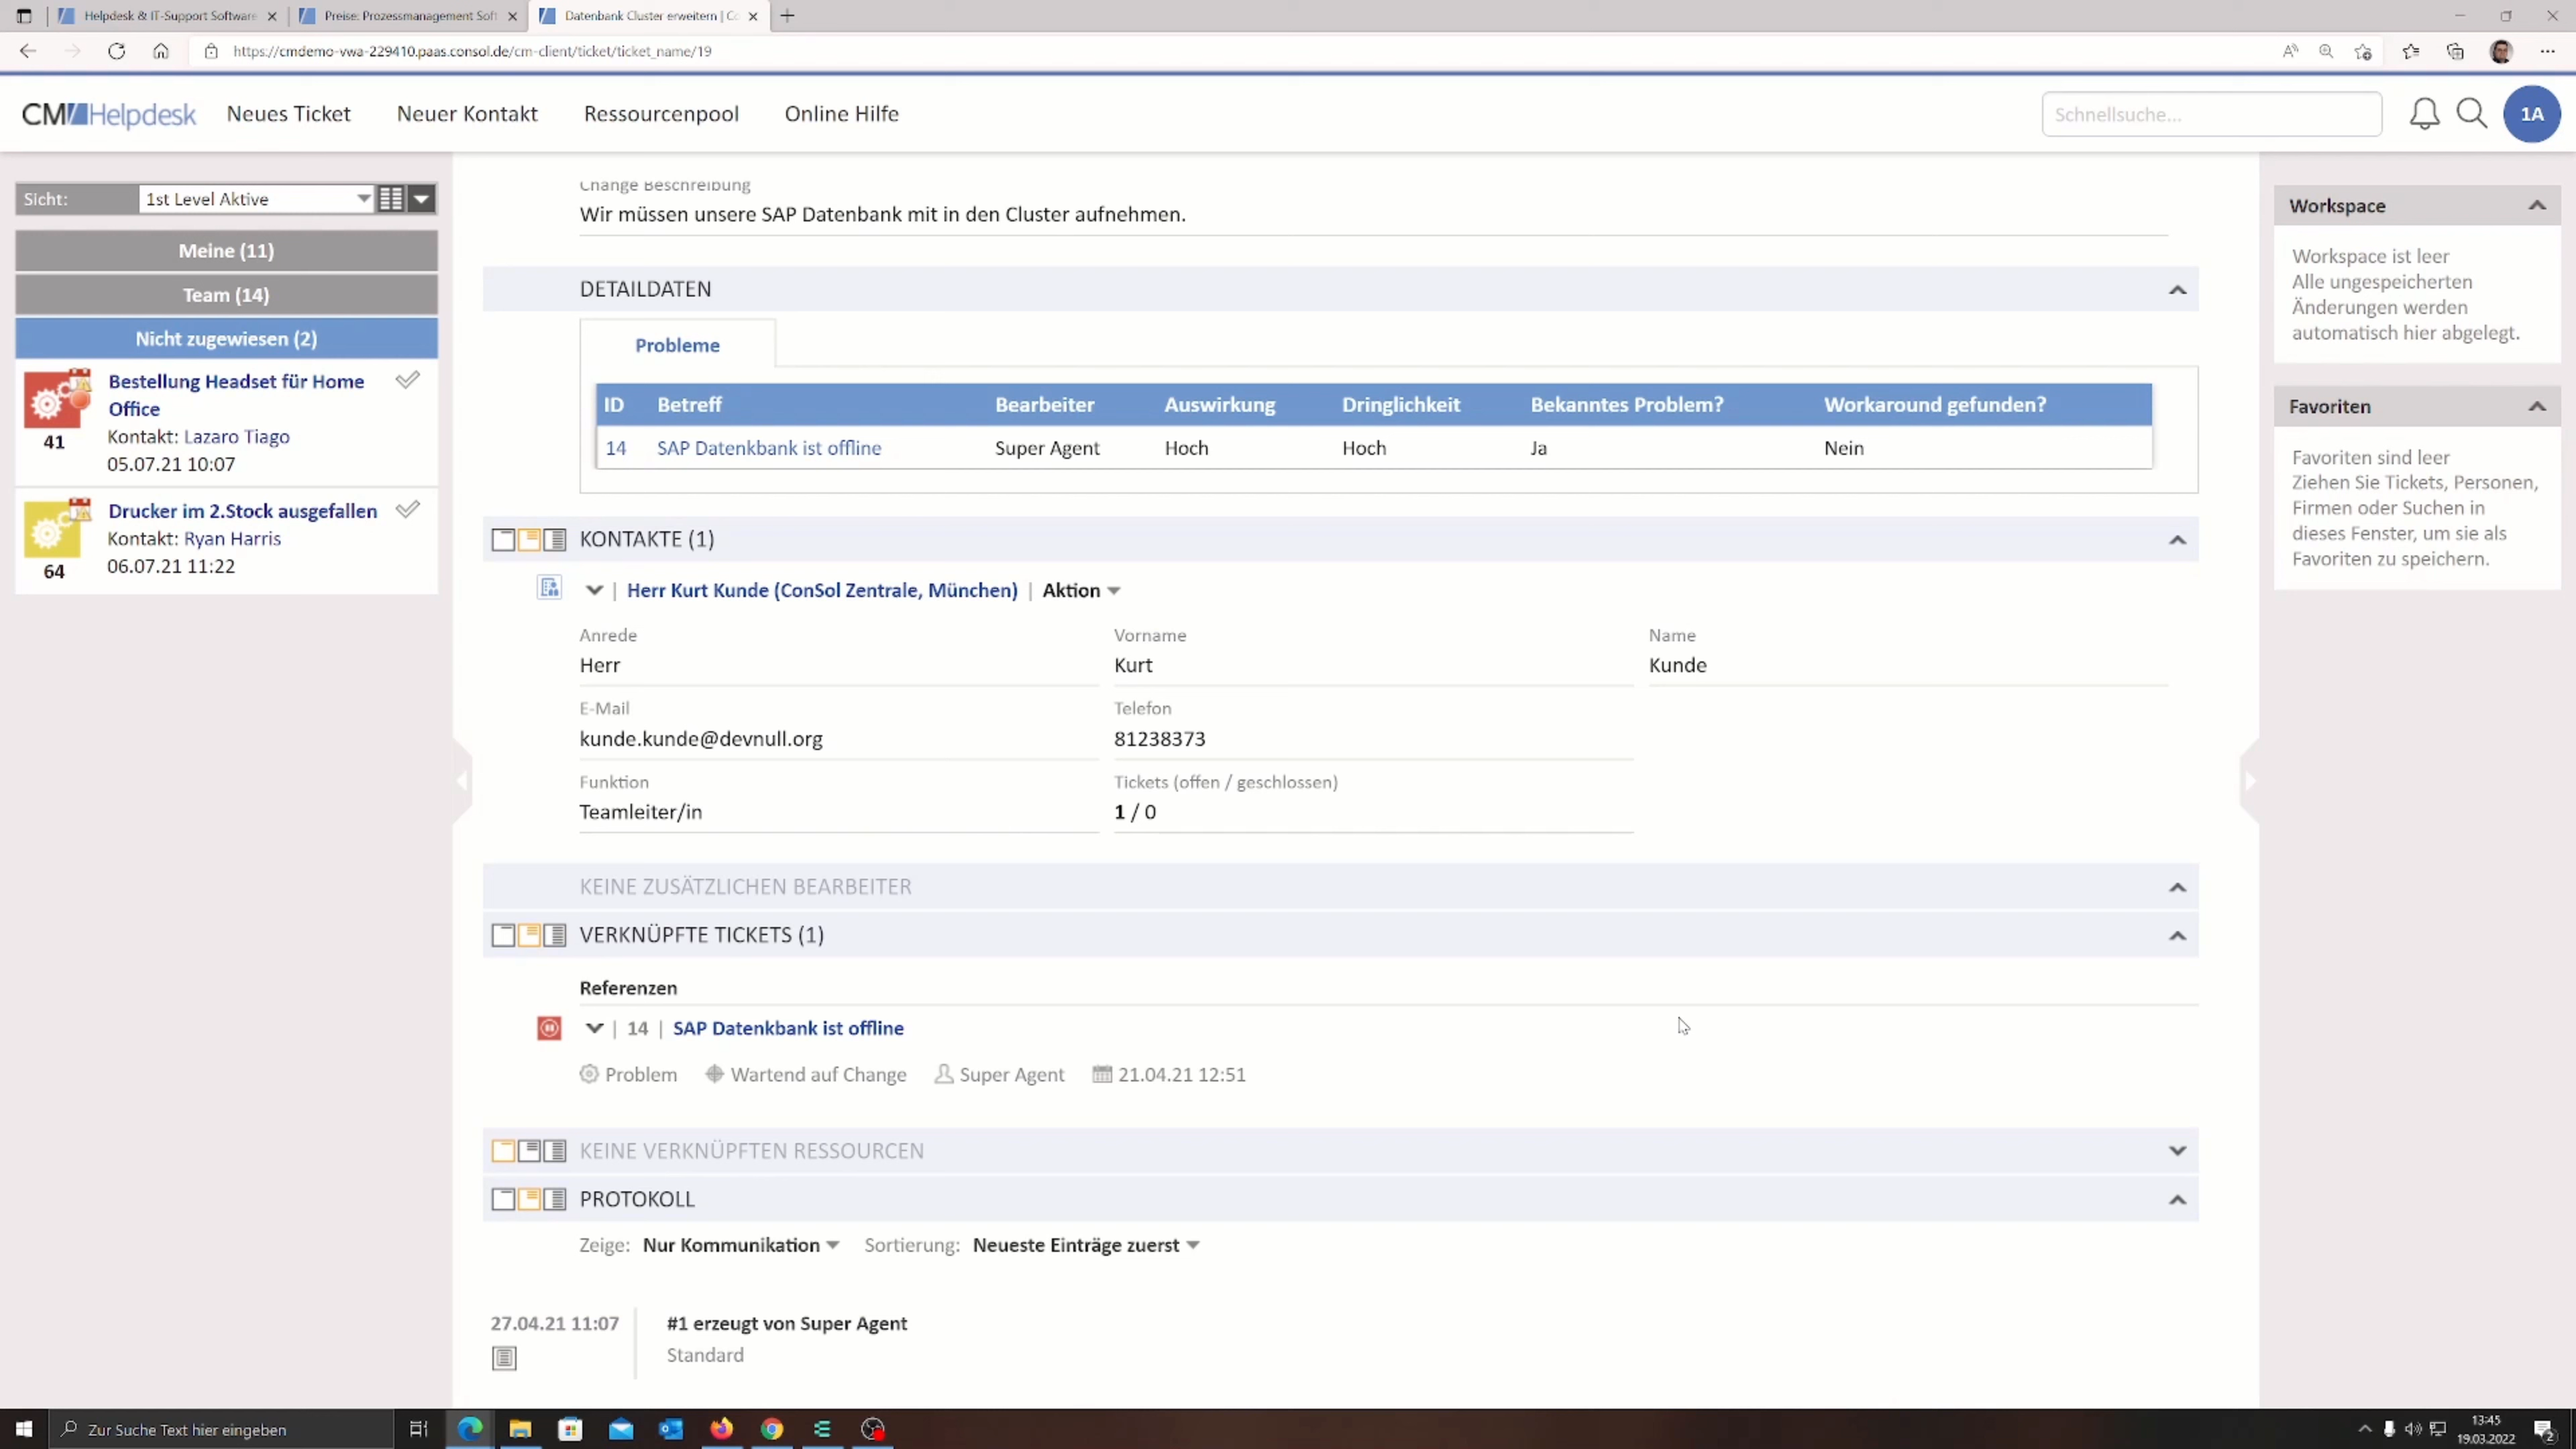 Helpdesk & IT-Support Software
Preise: Prozessmanagement Soft
Datenbank Cluster erweitern | Co
https://cmdemo-vwa-229410.paas.consol.de/cm-client/ticket/ticket_name/19
CM Helpdesk
Neues Ticket
Neuer Kontakt
Ressourcenpool
Online Hilfe
Schnellsuche...
1A
Sicht:
1st Level Aktive
Meine (11)
Team (14)
Nicht zugewiesen (2)
Bestellung Headset für Home
Office
Kontakt: Lazaro Tiago
41
05.07.21 10:07
Drucker im 2.Stock ausgefallen
Kontakt: Ryan Harris
64
06.07.21 11:22
Change Beschreibung
Wir müssen unsere SAP Datenbank mit in den Cluster aufnehmen.
DETAILDATEN
Probleme
ID Betreff Bearbeiter Auswirkung Dringlichkeit Bekanntes Problem? Workaround gefunden?
14 SAP Datenkbank ist offline Super Agent Hoch Hoch Ja Nein
KONTAKTE (1)
| Herr Kurt Kunde (ConSol Zentrale, München) | Aktion
Anrede Vorname Name
Herr Kurt Kunde
E-Mail Telefon
kunde.kunde@devnull.org 81238373
Funktion Tickets (offen / geschlossen)
Teamleiter/in 1 / 0
KEINE ZUSÄTZLICHEN BEARBEITER
VERKNÜPFTE TICKETS (1)
Referenzen
| 14 | SAP Datenkbank ist offline
Problem Wartend auf Change Super Agent 21.04.21 12:51
KEINE VERKNÜPFTEN RESSOURCEN
PROTOKOLL
Zeige: Nur Kommunikation Sortierung: Neueste Einträge zuerst
27.04.21 11:07 #1 erzeugt von Super Agent
Standard
Workspace
Workspace ist leer
Alle ungespeicherten
Änderungen werden
automatisch hier abgelegt.
Favoriten
Favoriten sind leer
Ziehen Sie Tickets, Personen,
Firmen oder Suchen in
dieses Fenster, um sie als
Favoriten zu speichern.
Zur Suche Text hier eingeben
13:45
19.03.2022
2